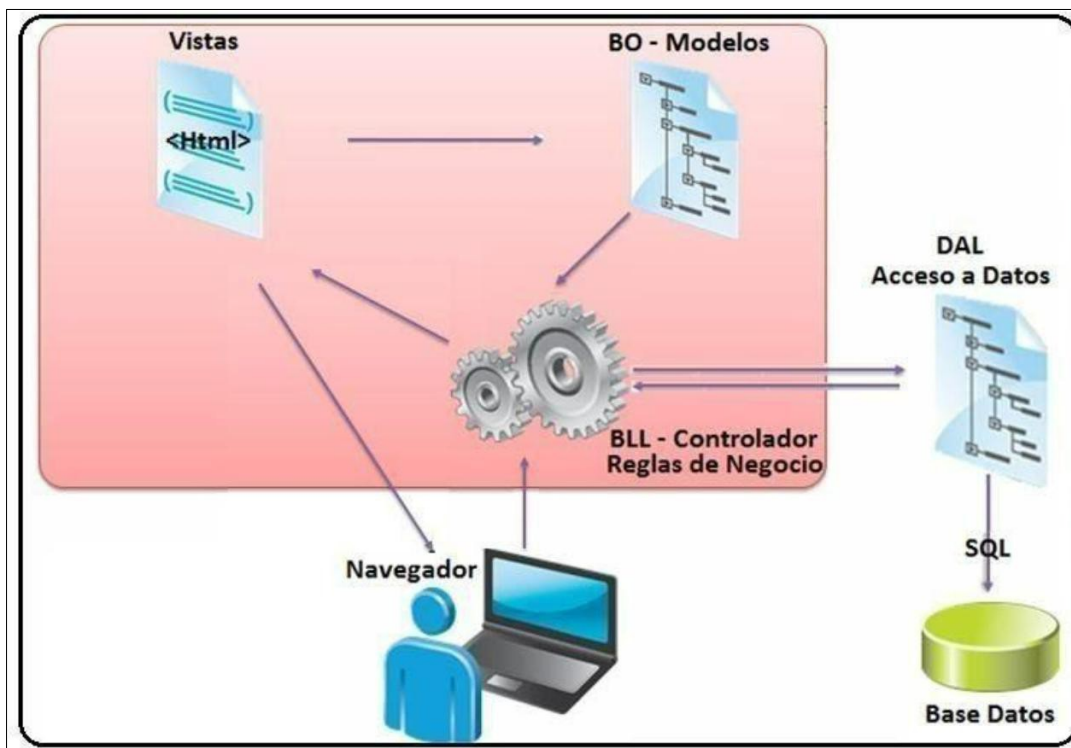 Vistas
BO - Modelos
<Html>
DAL
Acceso a Datos
BLL - Controlador
Reglas de Negocio
SQL
Navegador
Base Datos